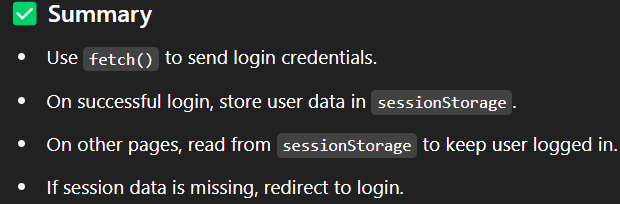 ✅ Summary
• Use fetch() to send login credentials.
• On successful login, store user data in sessionStorage.
• On other pages, read from sessionStorage to keep user logged in.
• If session data is missing, redirect to login.